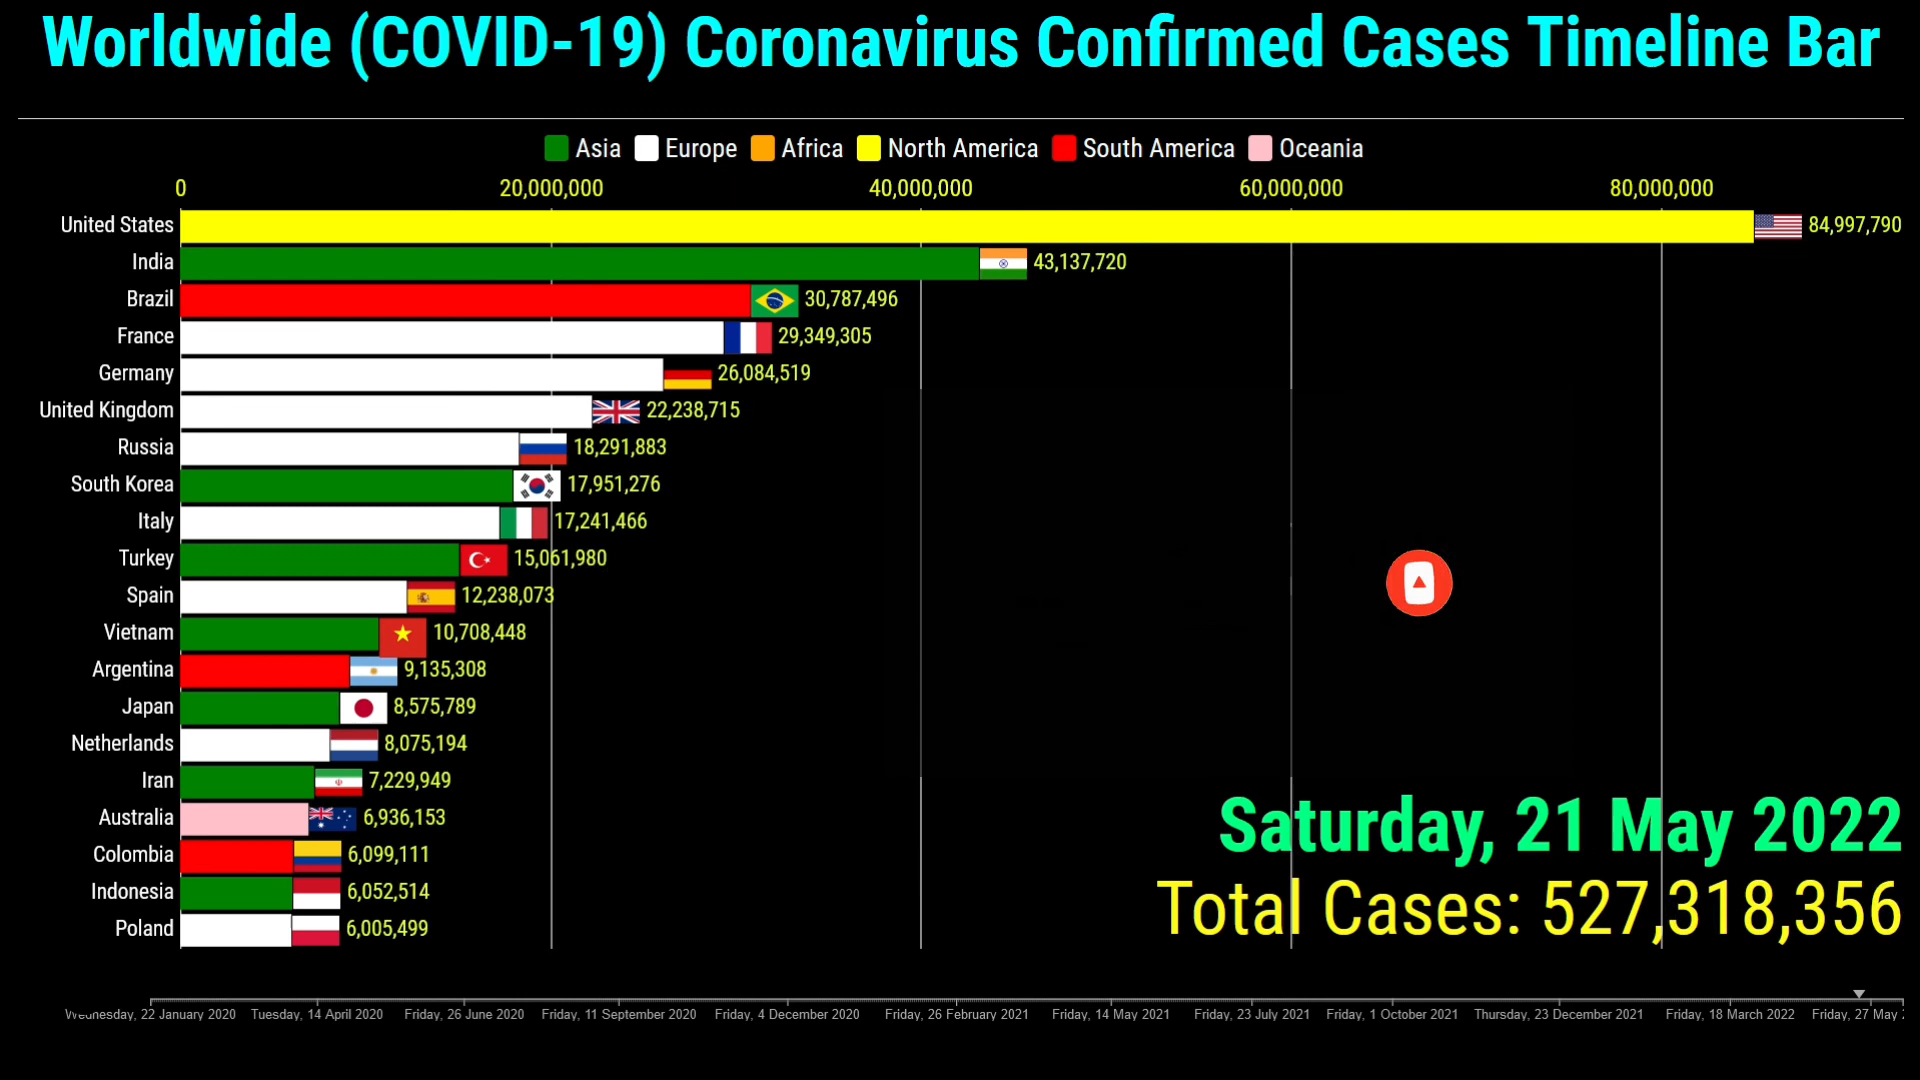 Worldwide (COVID-19) Coronavirus Confirmed Cases Timeline Bar
Asia Europe Africa North America South America Oceania
0 20,000,000 40,000,000 60,000,000 80,000,000
United States 84,997,790
India 43,137,720
Brazil 30,787,496
France 29,349,305
Germany 26,084,519
United Kingdom 22,238,715
Russia 18,291,883
South Korea 17,951,276
Italy 17,241,466
Turkey 15,061,980
Spain 12,238,073
Vietnam 10,708,448
Argentina 9,135,308
Japan 8,575,789
Netherlands 8,075,194
Iran 7,229,949
Australia 6,936,153
Colombia 6,099,111
Indonesia 6,052,514
Poland 6,005,499
Saturday, 21 May 2022
Total Cases: 527,318,356
Wednesday, 22 January 2020 Tuesday, 14 April 2020 Friday, 26 June 2020 Friday, 11 September 2020 Friday, 4 December 2020 Friday, 26 February 2021 Friday, 14 May 2021 Friday, 23 July 2021 Friday, 1 October 2021 Thursday, 23 December 2021 Friday, 18 March 2022 Friday, 27 May